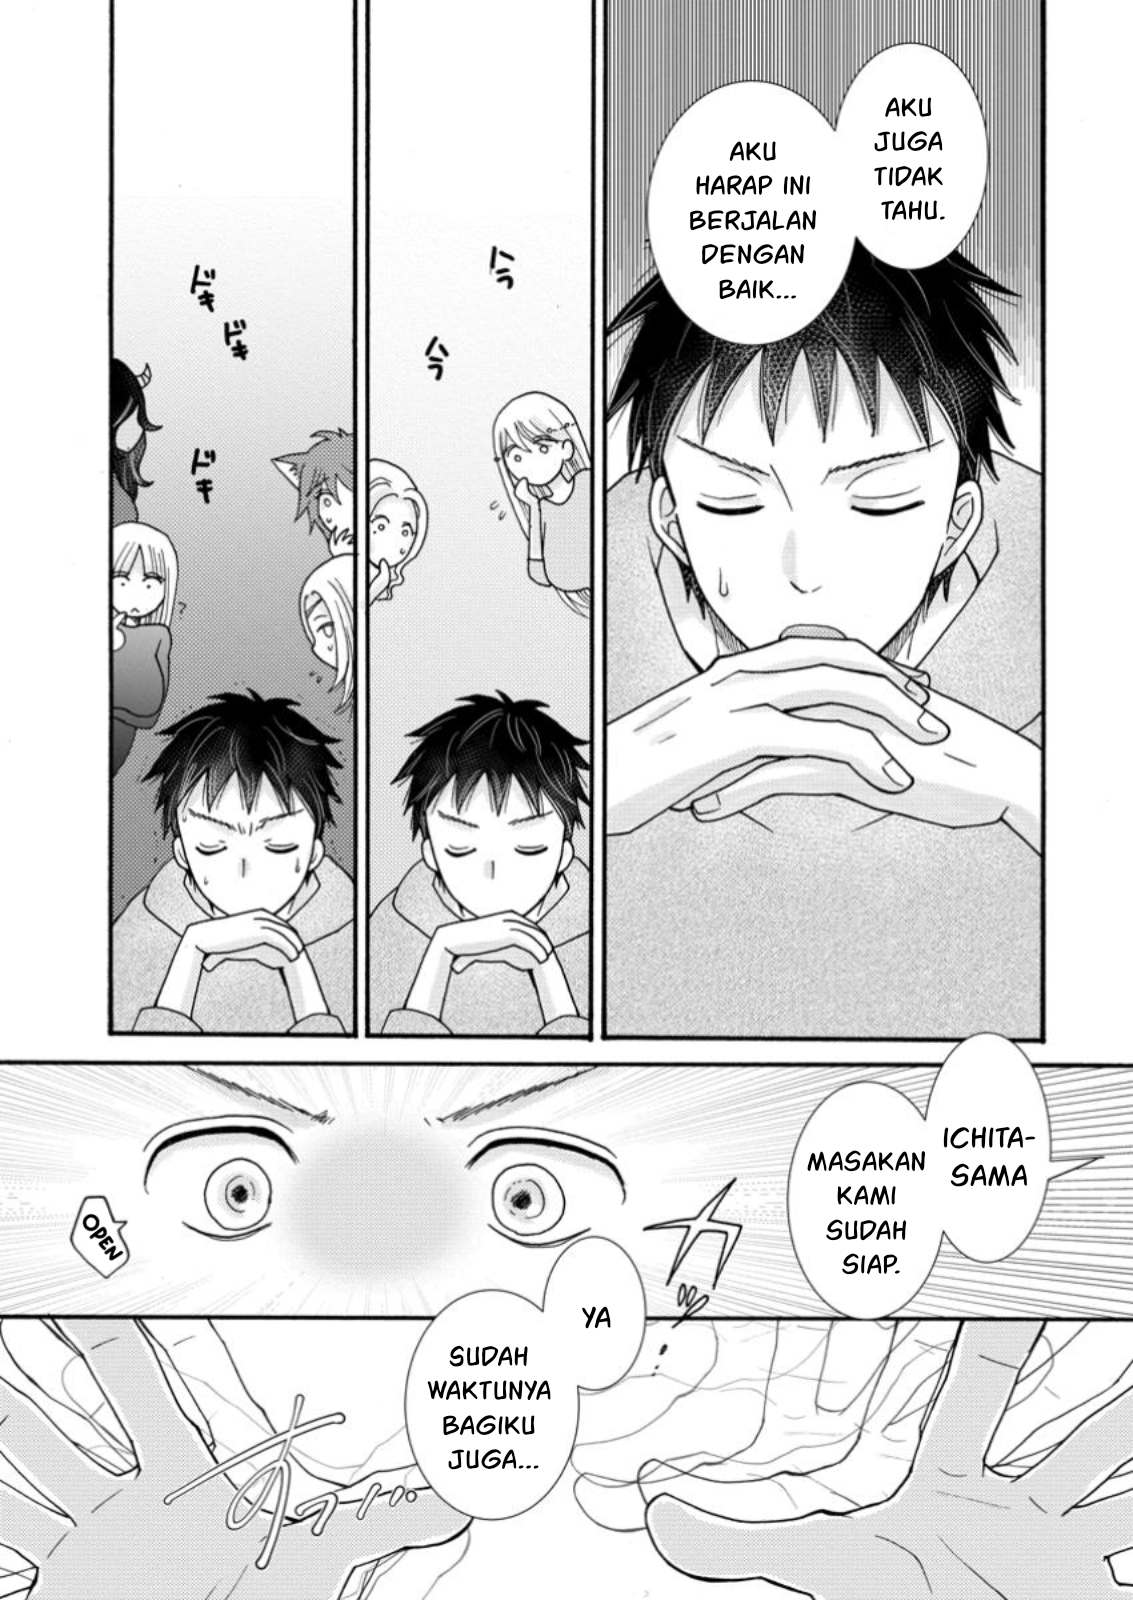 AKU
JUGA
TIDAK
TAHU.
AKU
HARAP INI
BERJALAN
DENGAN
BAIK...
ハラ
ハラ
ドキ
ドキ
ドキ
ICHITA-
SAMA
MASAKAN
KAMI
SUDAH
SIAP.
カッ
OPEN
YA
SUDAH
WAKTUNYA
BAGIKU
JUGA...